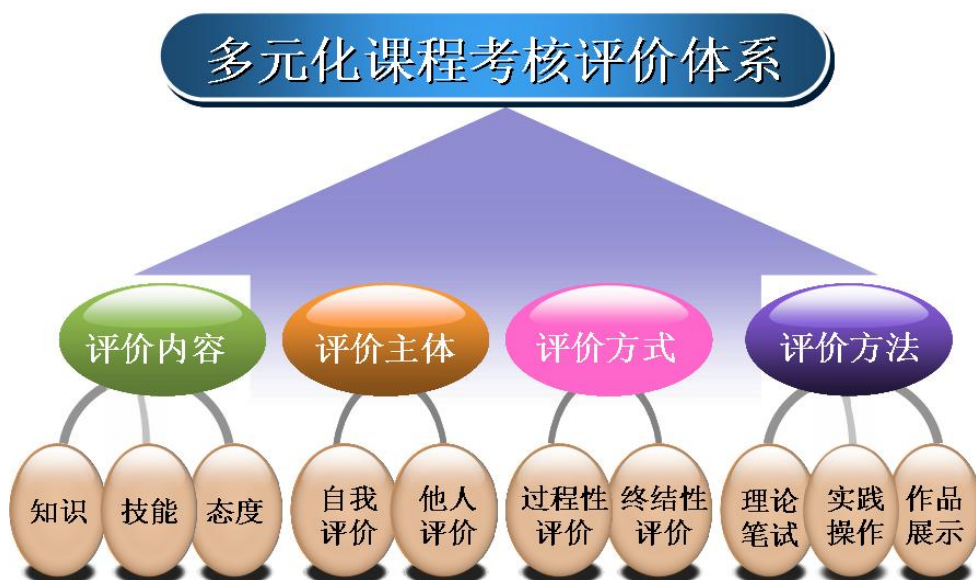 多元化课程考核评价体系
评价内容
评价主体
评价方式
评价方法
知识
技能
态度
自我
评价
他人
评价
过程性
评价
终结性
评价
理论
笔试
实践
操作
作品
展示